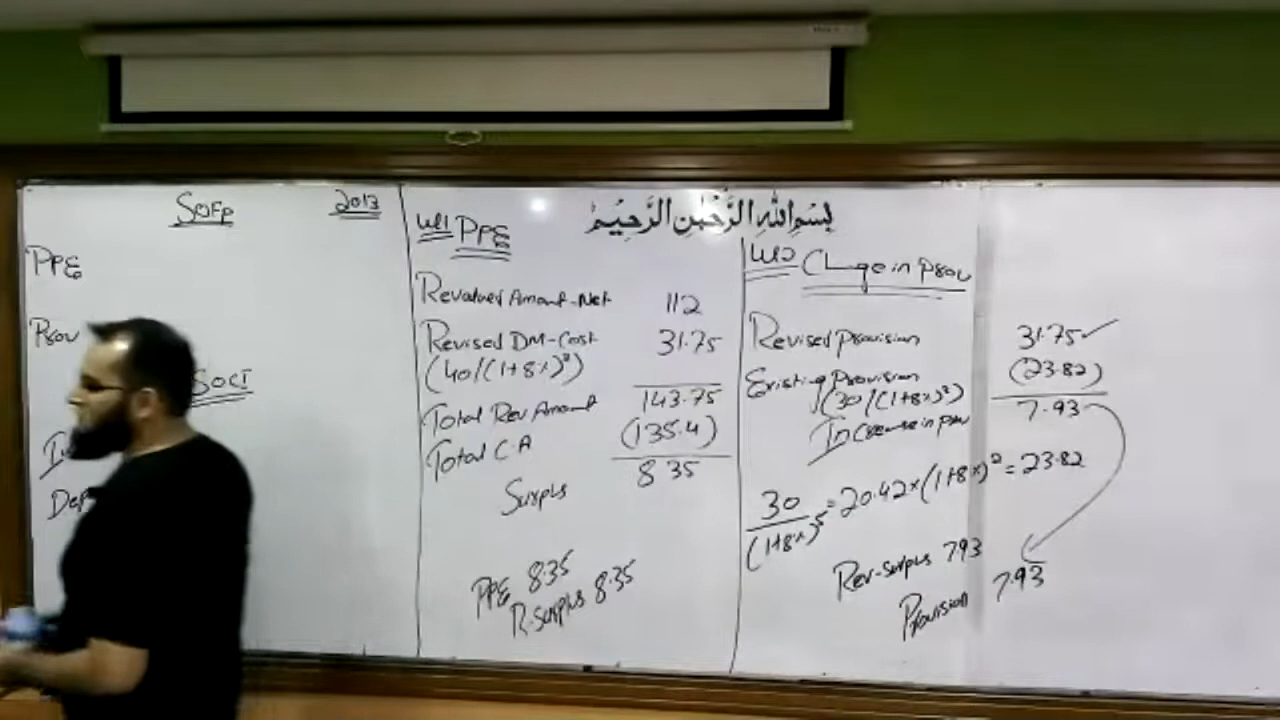 SOFP 2013
PPE
Prov
SOCI
Dep
بِسْمِ اللهِ الرَّحْمٰنِ الرَّحِيْمِ
W1 PPE
Revalued Amount-Net 112
Revised DM-Cost 31.75
(40/(1+8%)³)
Total Rev Amount 143.75
Total C.A (135.4)
Surplus 8.35
PPE 8.35
R.Surplus 8.35
W2 Change in Prov
Revised Provision 31.75 ✓
Existing Provision (23.82)
(30/(1+8%)³)
Increase in Prov 7.93
30/(1+8%)⁵ = 20.42×(1+8%)² = 23.82
Rev-surplus 7.93
Provision 7.93